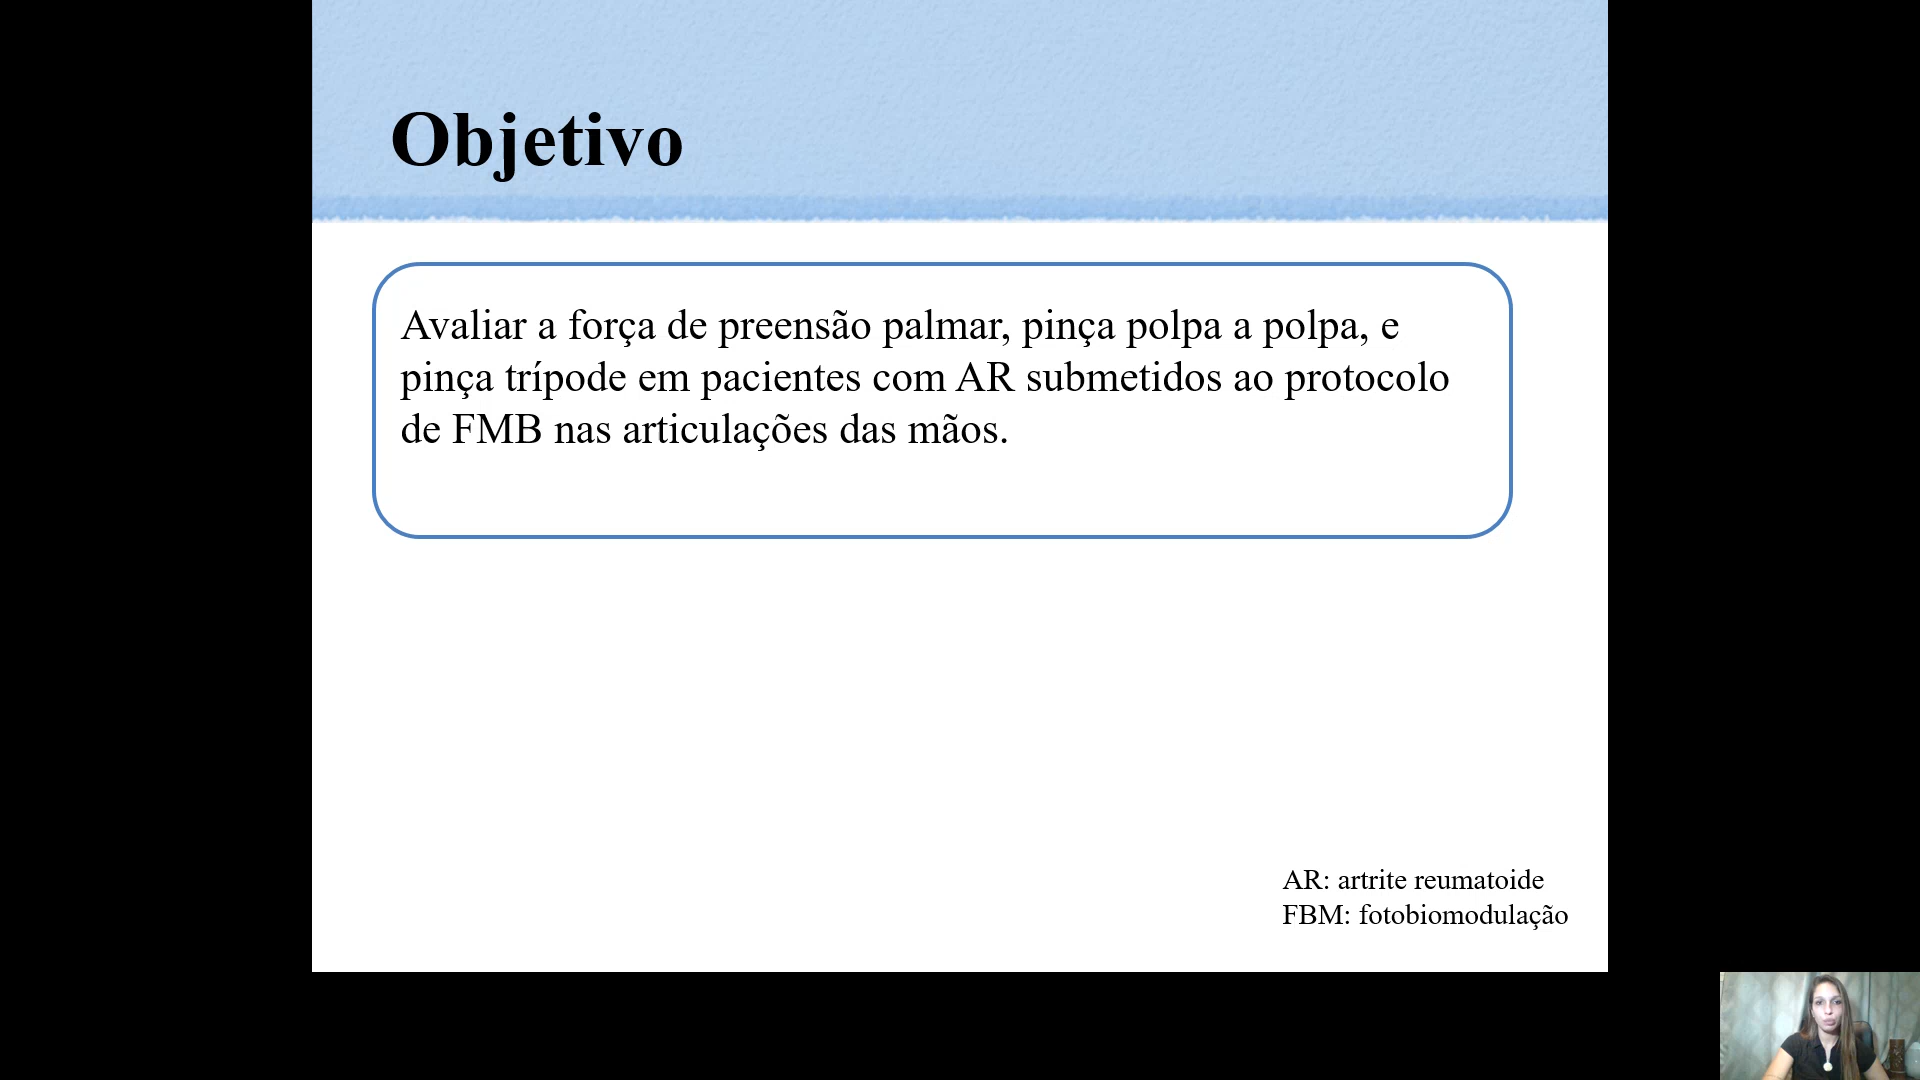 Objetivo
Avaliar a força de preensão palmar, pinça polpa a polpa, e
pinça trípode em pacientes com AR submetidos ao protocolo
de FMB nas articulações das mãos.
AR: artrite reumatoide
FBM: fotobiomodulação